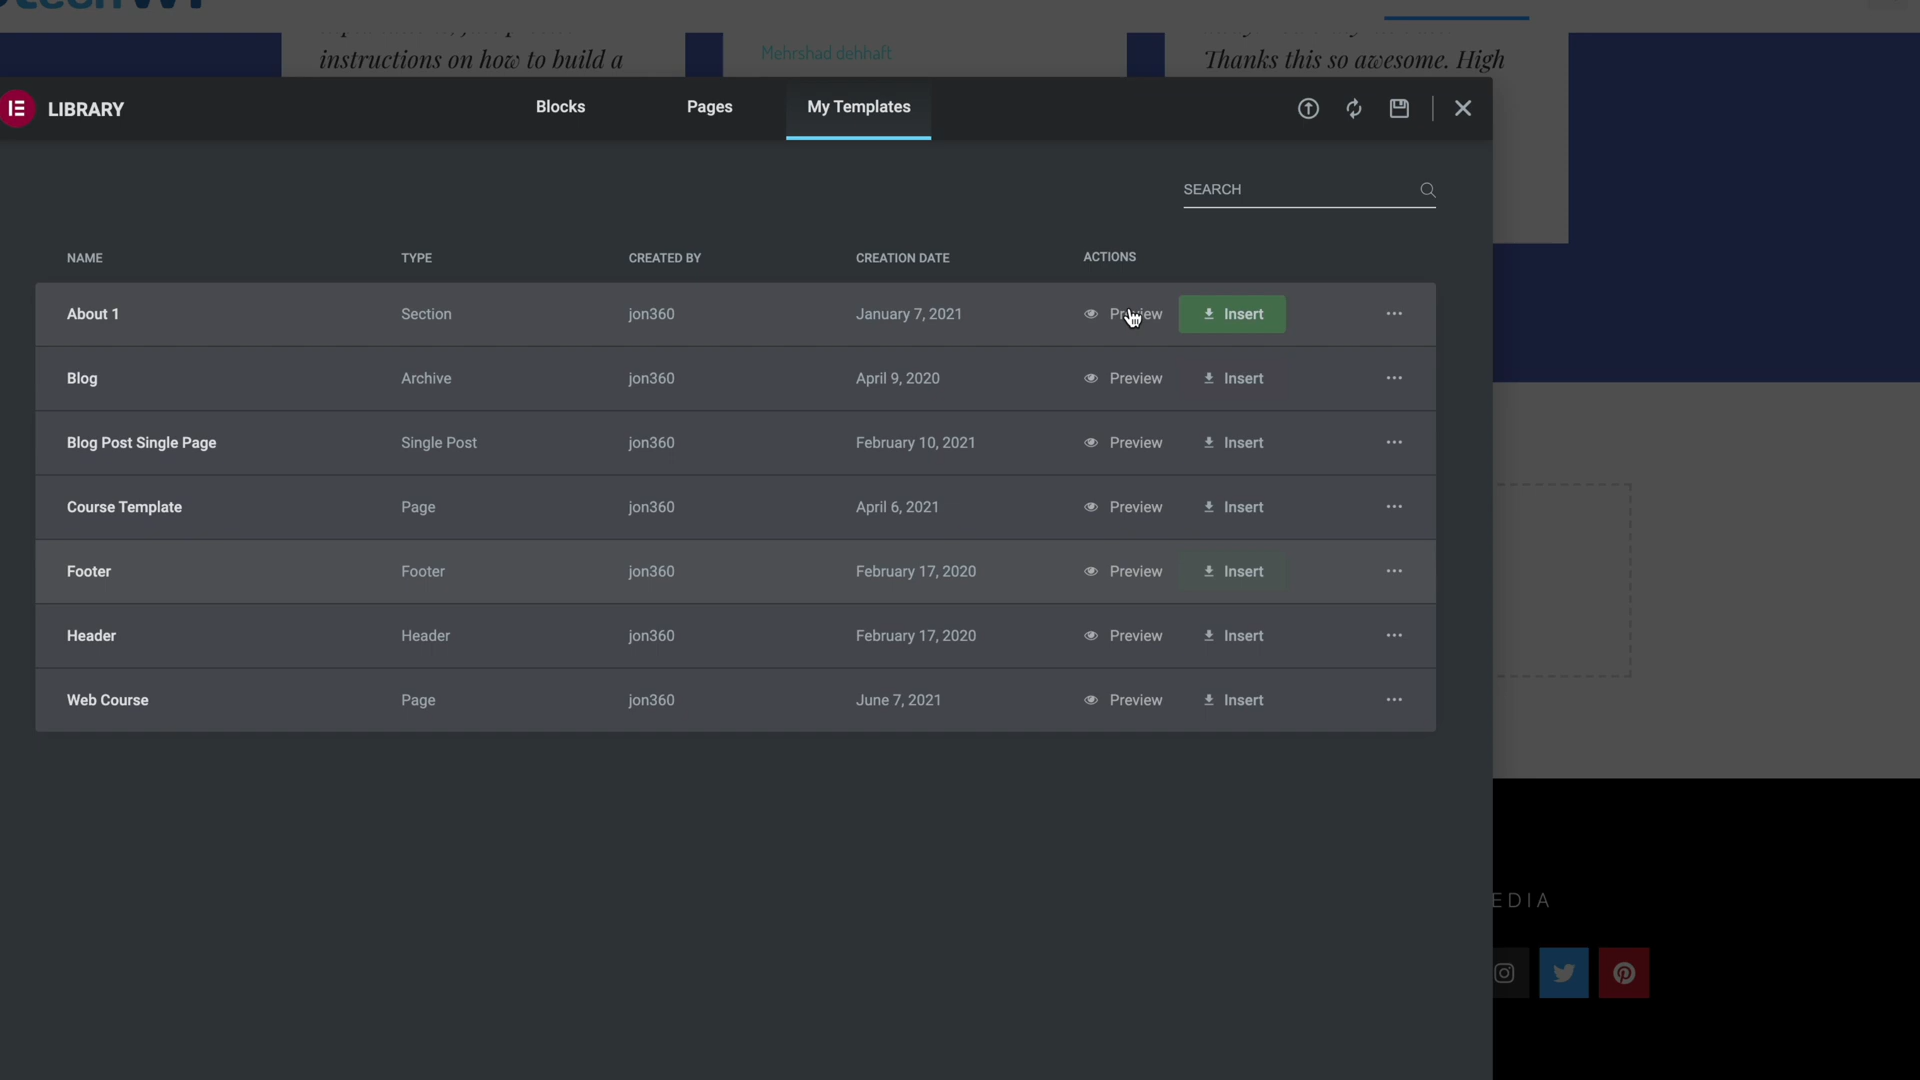 instructions on how to build a
Mehrshad dehhaft
Thanks this so awesome. High
LIBRARY
Blocks
Pages
My Templates
SEARCH
NAME TYPE CREATED BY CREATION DATE ACTIONS
About 1 Section jon360 January 7, 2021 Preview Insert
Blog Archive jon360 April 9, 2020 Preview Insert
Blog Post Single Page Single Post jon360 February 10, 2021 Preview Insert
Course Template Page jon360 April 6, 2021 Preview Insert
Footer Footer jon360 February 17, 2020 Preview Insert
Header Header jon360 February 17, 2020 Preview Insert
Web Course Page jon360 June 7, 2021 Preview Insert
EDIA